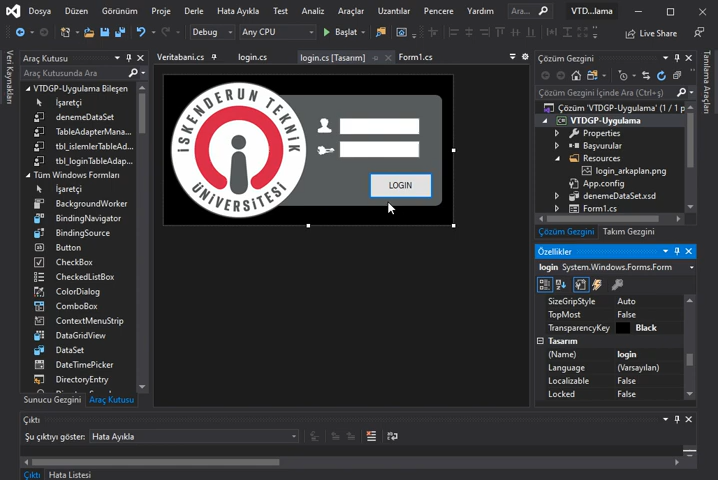 Dosya Düzen Görünüm Proje Derle Hata Ayıkla Test Analiz Araçlar Uzantılar Pencere Yardım Ara... VTD...lama
Debug Any CPU Başlat Live Share
Veri Kaynakları
Araç Kutusu
Araç Kutusunda Ara
VTDGP-Uygulama Bileşen
İşaretçi
denemeDataSet
TableAdapterMana...
tbl_islemlerTableAd...
tbl_loginTableAdap...
Tüm Windows Formları
İşaretçi
BackgroundWorker
BindingNavigator
BindingSource
Button
CheckBox
CheckedListBox
ColorDialog
ComboBox
ContextMenuStrip
DataGridView
DataSet
DateTimePicker
DirectoryEntry
Sunucu Gezgini Araç Kutusu
Veritabani.cs login.cs login.cs [Tasarım] Form1.cs
İSKENDERUN TEKNİK
ÜNİVERSİTESİ
LOGIN
Çözüm Gezgini
Çözüm Gezgini İçinde Ara (Ctrl+ş)
Çözüm 'VTDGP-Uygulama' (1 / 1 p
VTDGP-Uygulama
Properties
Başvurular
Resources
login_arkaplan.png
App.config
denemeDataSet.xsd
Form1.cs
Çözüm Gezgini Takım Gezgini
Tanılama Araçları
Özellikler
login System.Windows.Forms.Form
SizeGripStyle Auto
TopMost False
TransparencyKey Black
Tasarım
(Name) login
Language (Varsayılan)
Localizable False
Locked False
Çıktı
Şu çıktıyı göster: Hata Ayıkla
Çıktı Hata Listesi